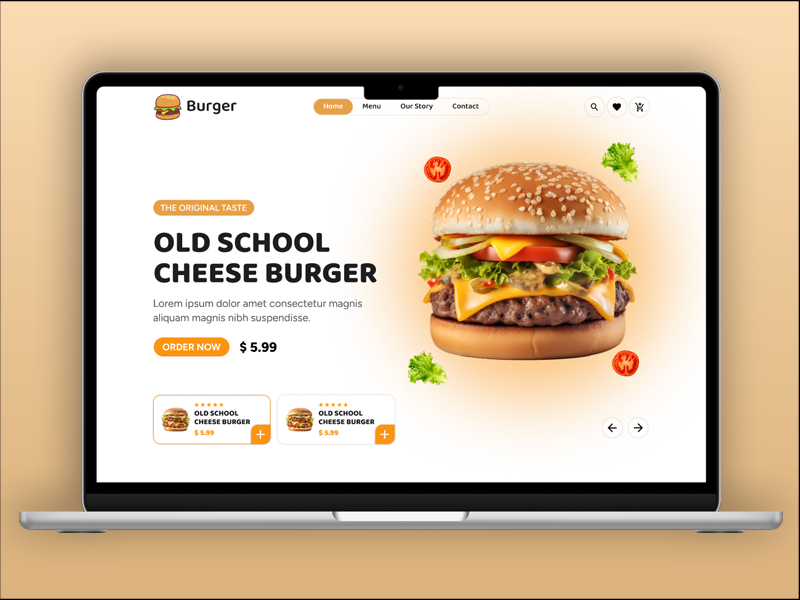 Burger
Home
Menu
Our Story
Contact
THE ORIGINAL TASTE
OLD SCHOOL
CHEESE BURGER
Lorem ipsum dolor amet consectetur magnis
aliquam magnis nibh suspendisse.
ORDER NOW
$ 5.99
OLD SCHOOL
CHEESE BURGER
$ 5.99
OLD SCHOOL
CHEESE BURGER
$ 5.99